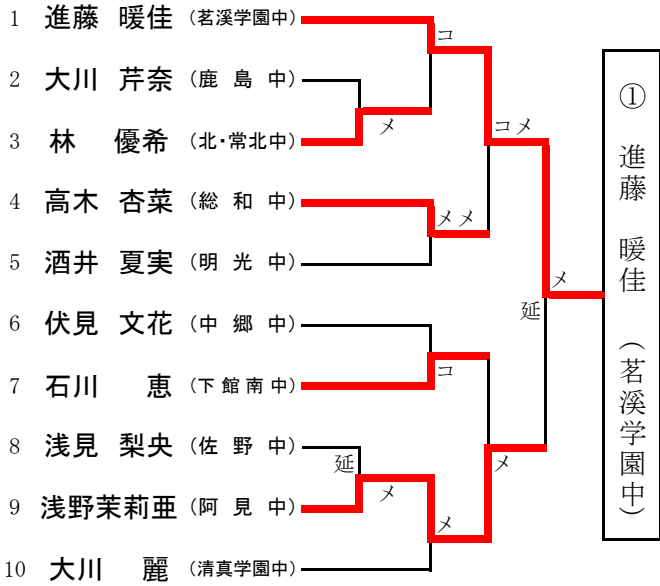 1 進藤 暖佳 (茗溪学園中)
コ
2 大川 芹奈 (鹿島中)
メ
コメ
3 林 優希 (北・常北中)
4 高木 杏菜 (総和中)
メメ
5 酒井 夏実 (明光中)
メ
延
6 伏見 文花 (中郷中)
コ
7 石川 恵 (下館南中)
8 浅見 梨央 (佐野中)
延
メ
メ
9 浅野茉莉亜 (阿見中)
メ
10 大川 麗 (清真学園中)
① 進藤 暖佳 (茗溪学園中)